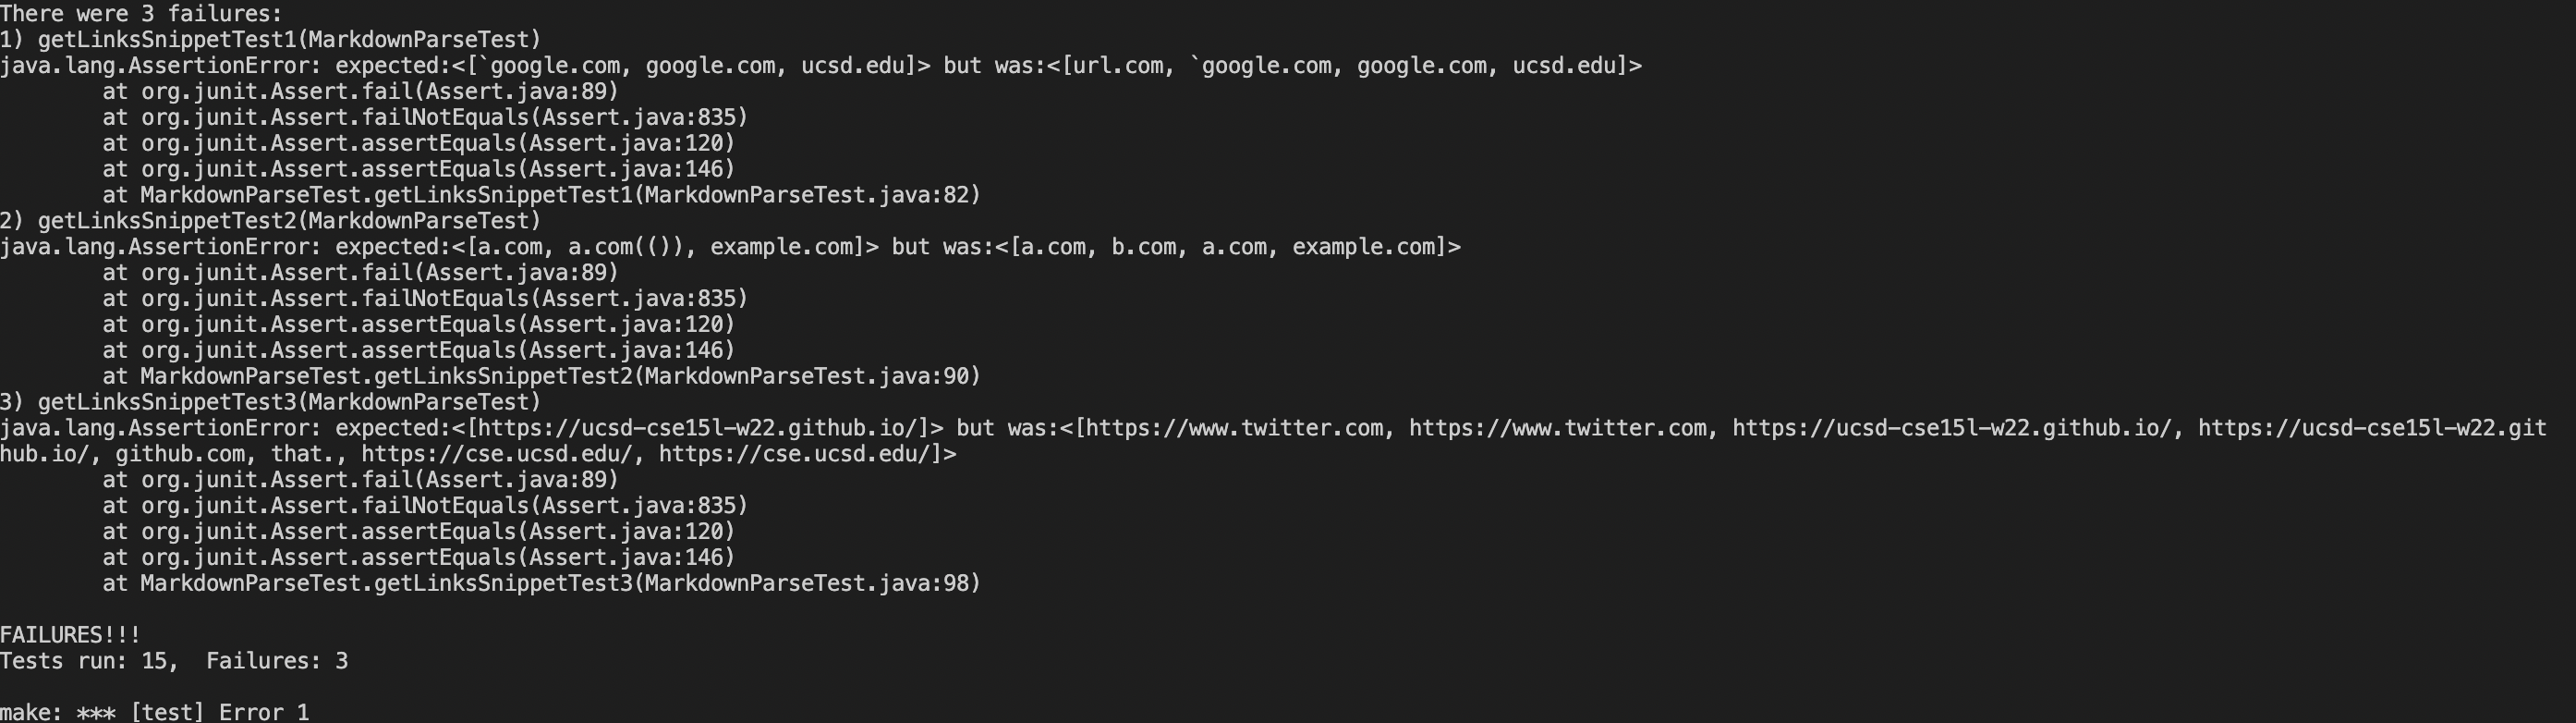 There were 3 failures:
1) getLinksSnippetTest1(MarkdownParseTest)
java.lang.AssertionError: expected:<[`google.com, google.com, ucsd.edu]> but was:<[url.com, `google.com, google.com, ucsd.edu]>
        at org.junit.Assert.fail(Assert.java:89)
        at org.junit.Assert.failNotEquals(Assert.java:835)
        at org.junit.Assert.assertEquals(Assert.java:120)
        at org.junit.Assert.assertEquals(Assert.java:146)
        at MarkdownParseTest.getLinksSnippetTest1(MarkdownParseTest.java:82)
2) getLinksSnippetTest2(MarkdownParseTest)
java.lang.AssertionError: expected:<[a.com, a.com(()), example.com]> but was:<[a.com, b.com, a.com, example.com]>
        at org.junit.Assert.fail(Assert.java:89)
        at org.junit.Assert.failNotEquals(Assert.java:835)
        at org.junit.Assert.assertEquals(Assert.java:120)
        at org.junit.Assert.assertEquals(Assert.java:146)
        at MarkdownParseTest.getLinksSnippetTest2(MarkdownParseTest.java:90)
3) getLinksSnippetTest3(MarkdownParseTest)
java.lang.AssertionError: expected:<[https://ucsd-cse15l-w22.github.io/]> but was:<[https://www.twitter.com, https://www.twitter.com, https://ucsd-cse15l-w22.github.io/, https://ucsd-cse15l-w22.git
hub.io/, github.com, that., https://cse.ucsd.edu/, https://cse.ucsd.edu/]>
        at org.junit.Assert.fail(Assert.java:89)
        at org.junit.Assert.failNotEquals(Assert.java:835)
        at org.junit.Assert.assertEquals(Assert.java:120)
        at org.junit.Assert.assertEquals(Assert.java:146)
        at MarkdownParseTest.getLinksSnippetTest3(MarkdownParseTest.java:98)

FAILURES!!!
Tests run: 15,  Failures: 3

make: *** [test] Error 1